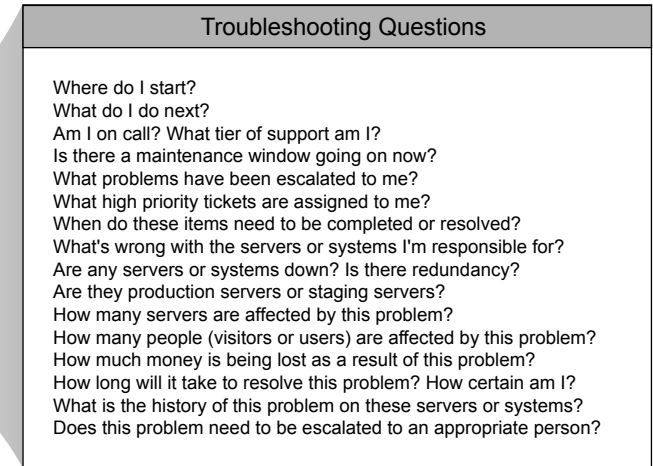 Troubleshooting Questions
Where do I start?
What do I do next?
Am I on call? What tier of support am I?
Is there a maintenance window going on now?
What problems have been escalated to me?
What high priority tickets are assigned to me?
When do these items need to be completed or resolved?
What's wrong with the servers or systems I'm responsible for?
Are any servers or systems down? Is there redundancy?
Are they production servers or staging servers?
How many servers are affected by this problem?
How many people (visitors or users) are affected by this problem?
How much money is being lost as a result of this problem?
How long will it take to resolve this problem? How certain am I?
What is the history of this problem on these servers or systems?
Does this problem need to be escalated to an appropriate person?